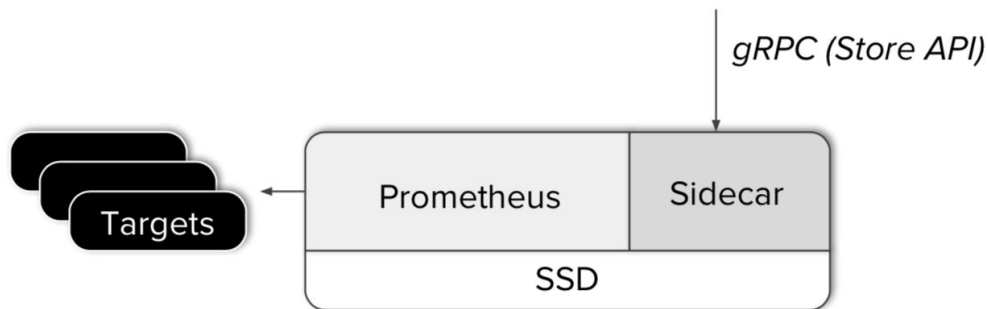 gRPC (Store API)
Prometheus
Sidecar
Targets
SSD